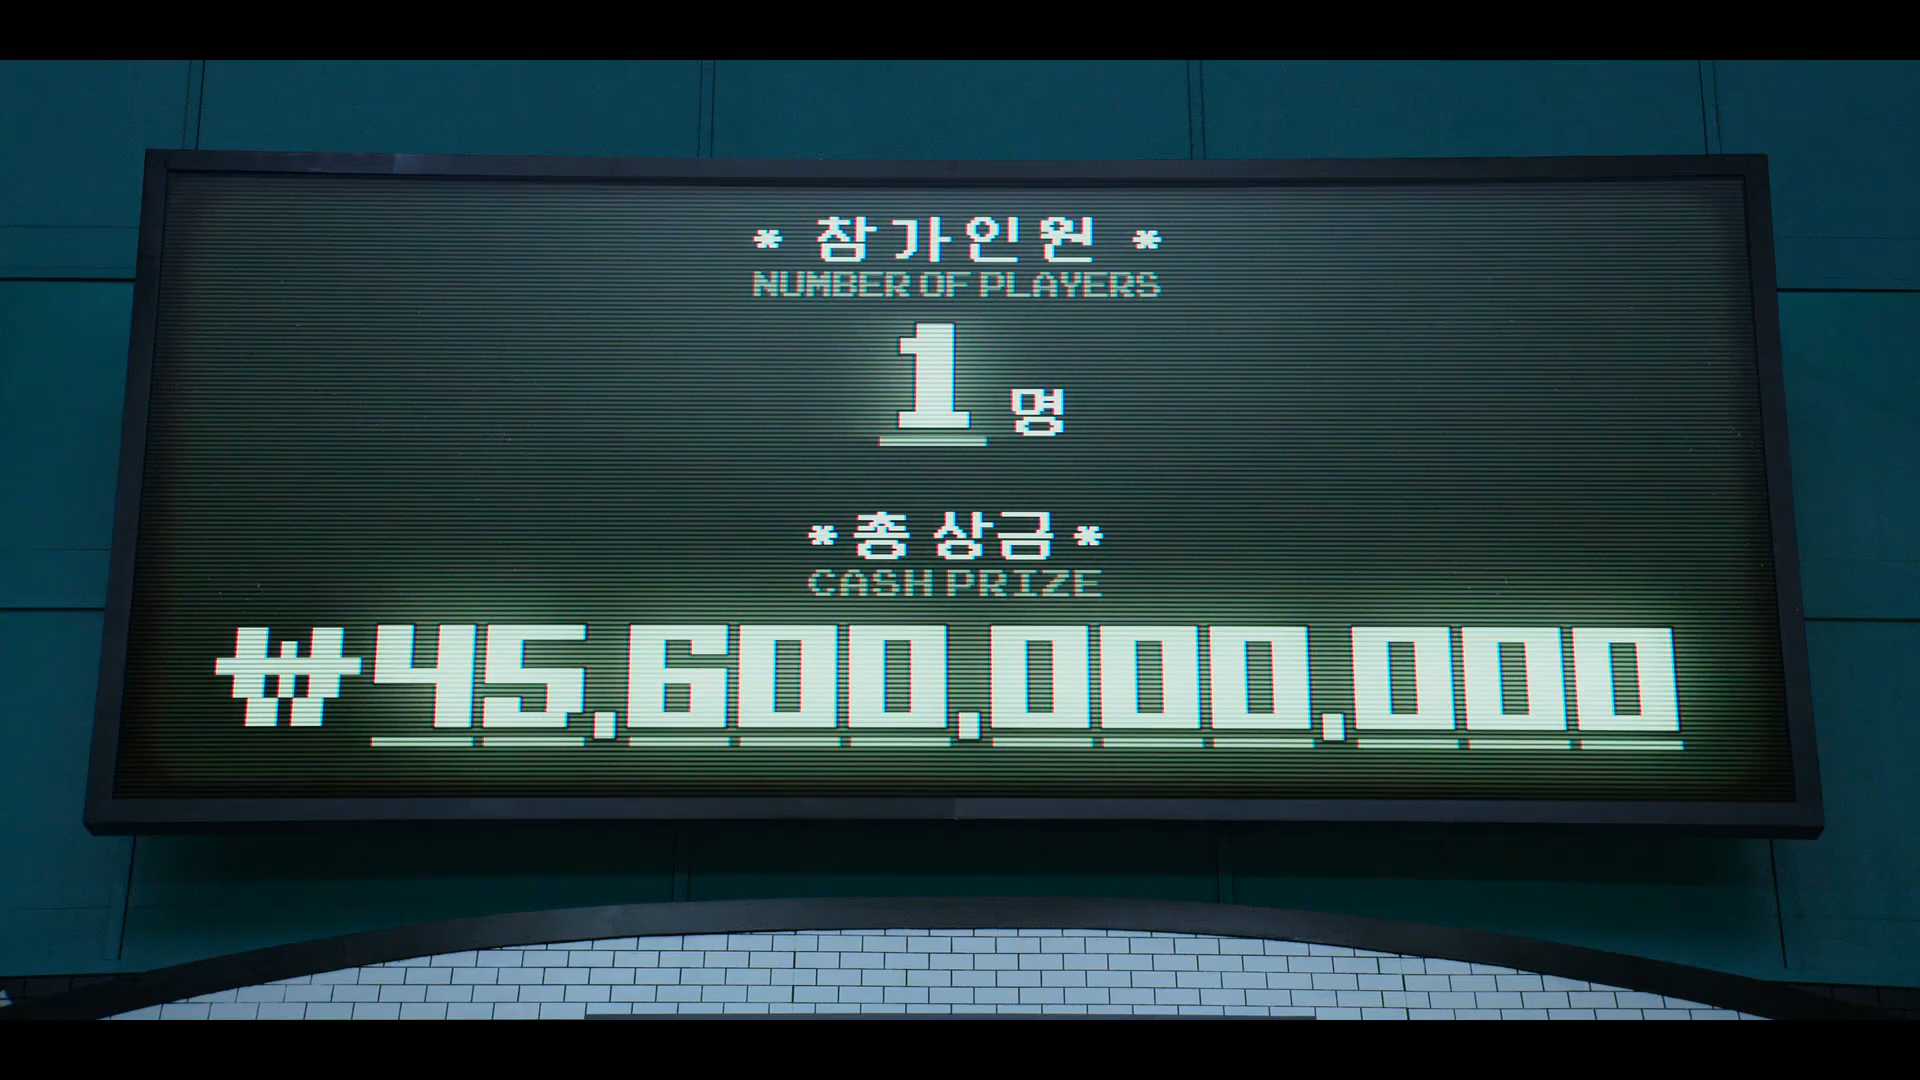 * 참가인원 *
NUMBER OF PLAYERS
1 명
* 총 상금 *
CASH PRIZE
₩45,600,000,000